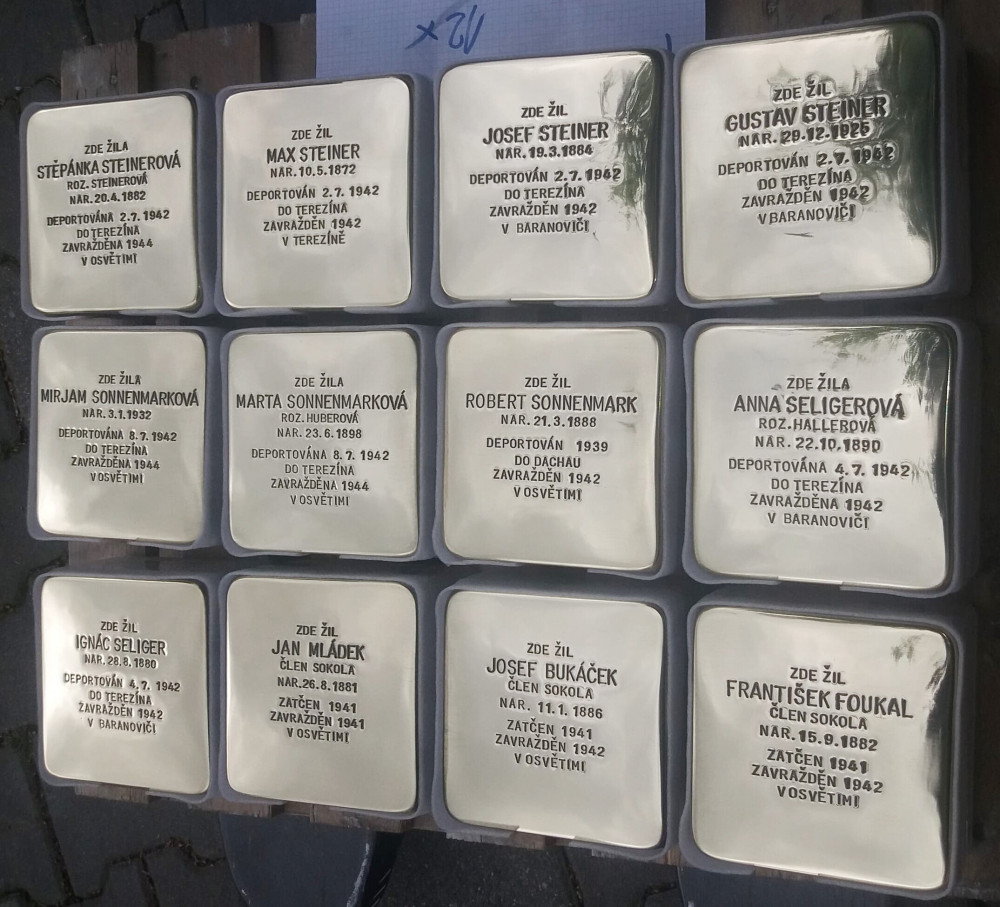 12x
ZDE ŽILA
STĚPÁNKA STEINEROVÁ
ROZ. STEINEROVÁ
NAR. 20.4.1882
DEPORTOVÁNA 2.7.1942
DO TEREZÍNA
ZAVRAŽDĚNA 1944
V OSVĚTIMI
ZDE ŽIL
MAX STEINER
NAR. 10.5.1872
DEPORTOVÁN 2.7.1942
DO TEREZÍNA
ZAVRAŽDĚN 1942
V TEREZÍNĚ
ZDE ŽIL
JOSEF STEINER
NAR. 19.3.1884
DEPORTOVÁN 2.7.1942
DO TEREZÍNA
ZAVRAŽDĚN 1942
V BARANOVIČI
ZDE ŽIL
GUSTAV STEINER
NAR. 29.12.1925
DEPORTOVÁN 2.7.1942
DO TEREZÍNA
ZAVRAŽDĚN 1942
V BARANOVIČI
ZDE ŽILA
MIRJAM SONNENMARKOVÁ
NAR. 3.1.1932
DEPORTOVÁNA 8.7.1942
DO TEREZÍNA
ZAVRAŽDĚNA 1944
V OSVĚTIMI
ZDE ŽILA
MARTA SONNENMARKOVÁ
ROZ. HUBEROVÁ
NAR. 23.6.1898
DEPORTOVÁNA 8.7.1942
DO TEREZÍNA
ZAVRAŽDĚNA 1944
V OSVĚTIMI
ZDE ŽIL
ROBERT SONNENMARK
NAR. 21.3.1888
DEPORTOVÁN 1939
DO DACHAU
ZAVRAŽDĚN 1942
V OSVĚTIMI
ZDE ŽILA
ANNA SELIGEROVÁ
ROZ. HALLEROVÁ
NAR. 22.10.1890
DEPORTOVÁNA 4.7.1942
DO TEREZÍNA
ZAVRAŽDĚNA 1942
V BARANOVIČI
ZDE ŽIL
IGNÁC SELIGER
NAR. 28.8.1880
DEPORTOVÁN 4.7.1942
DO TEREZÍNA
ZAVRAŽDĚN 1942
V BARANOVIČI
ZDE ŽIL
JAN MLÁDEK
ČLEN SOKOLA
NAR. 26.8.1881
ZATČEN 1941
ZAVRAŽDĚN 1941
V OSVĚTIMI
ZDE ŽIL
JOSEF BUKÁČEK
ČLEN SOKOLA
NAR. 11.1.1886
ZATČEN 1941
ZAVRAŽDĚN 1942
V OSVĚTIMI
ZDE ŽIL
FRANTIŠEK FOUKAL
ČLEN SOKOLA
NAR. 15.9.1882
ZATČEN 1941
ZAVRAŽDĚN 1942
V OSVĚTIMI